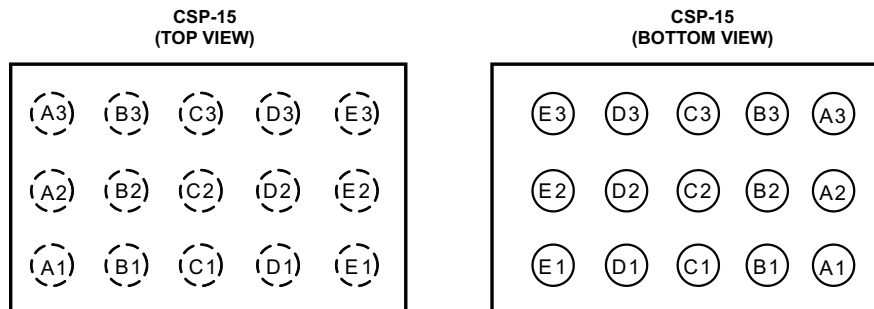 CSP-15
(TOP VIEW)
A3 B3 C3 D3 E3
A2 B2 C2 D2 E2
A1 B1 C1 D1 E1
CSP-15
(BOTTOM VIEW)
E3 D3 C3 B3 A3
E2 D2 C2 B2 A2
E1 D1 C1 B1 A1